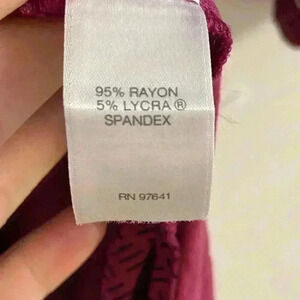 95% RAYON
5% LYCRA®
SPANDEX
RN 97641